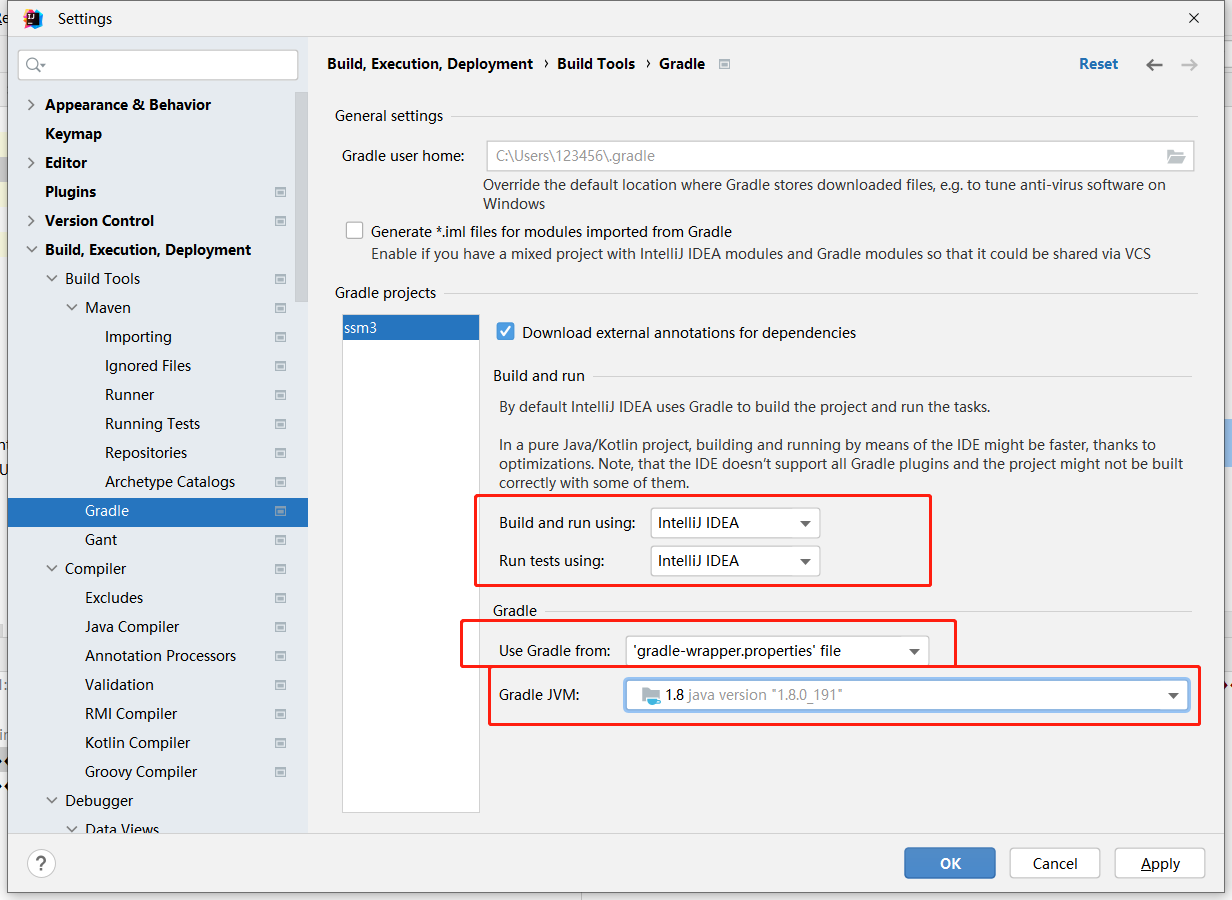 Settings
Build, Execution, Deployment › Build Tools › Gradle
Reset
Appearance & Behavior
Keymap
Editor
Plugins
Version Control
Build, Execution, Deployment
Build Tools
Maven
Importing
Ignored Files
Runner
Running Tests
Repositories
Archetype Catalogs
Gradle
Gant
Compiler
Excludes
Java Compiler
Annotation Processors
Validation
RMI Compiler
Kotlin Compiler
Groovy Compiler
Debugger
Data Views
General settings
Gradle user home: C:\Users\123456\.gradle
Override the default location where Gradle stores downloaded files, e.g. to tune anti-virus software on
Windows
Generate *.iml files for modules imported from Gradle
Enable if you have a mixed project with IntelliJ IDEA modules and Gradle modules so that it could be shared via VCS
Gradle projects
ssm3
Download external annotations for dependencies
Build and run
By default IntelliJ IDEA uses Gradle to build the project and run the tasks.
In a pure Java/Kotlin project, building and running by means of the IDE might be faster, thanks to
optimizations. Note, that the IDE doesn't support all Gradle plugins and the project might not be built
correctly with some of them.
Build and run using: IntelliJ IDEA
Run tests using: IntelliJ IDEA
Gradle
Use Gradle from: 'gradle-wrapper.properties' file
Gradle JVM: 1.8 java version "1.8.0_191"
?
OK
Cancel
Apply